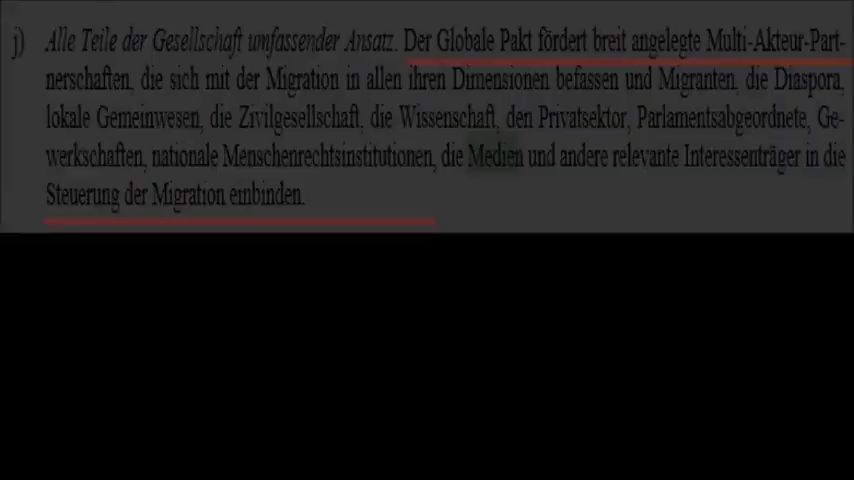 j) Alle Teile der Gesellschaft umfassender Ansatz. Der Globale Pakt fördert breit angelegte Multi-Akteur-Part-
nerschaften, die sich mit der Migration in allen ihren Dimensionen befassen und Migranten, die Diaspora,
lokale Gemeinwesen, die Zivilgesellschaft, die Wissenschaft, den Privatsektor, Parlamentsabgeordnete, Ge-
werkschaften, nationale Menschenrechtsinstitutionen, die Medien und andere relevante Interessenträger in die
Steuerung der Migration einbinden.